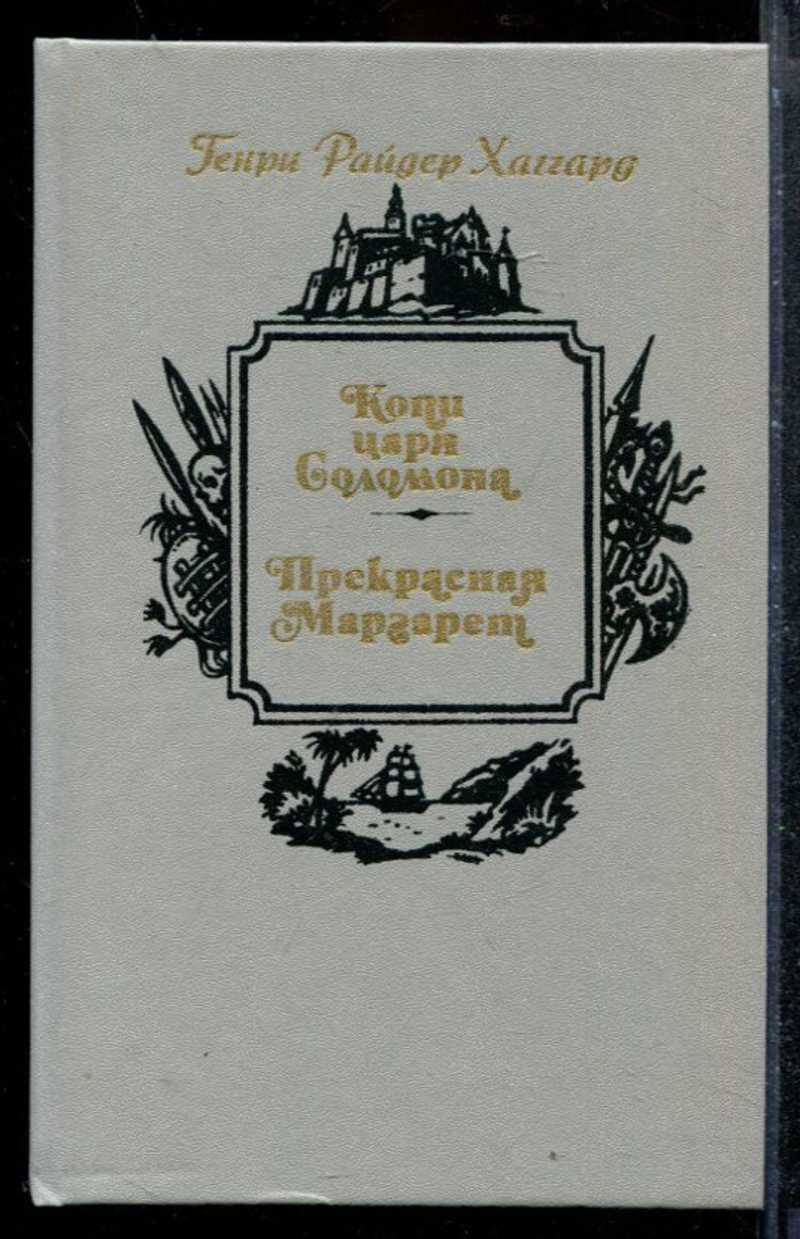 Генри Райдер Хаггард
Копи
царя
Соломона
Прекрасная
Маргарет